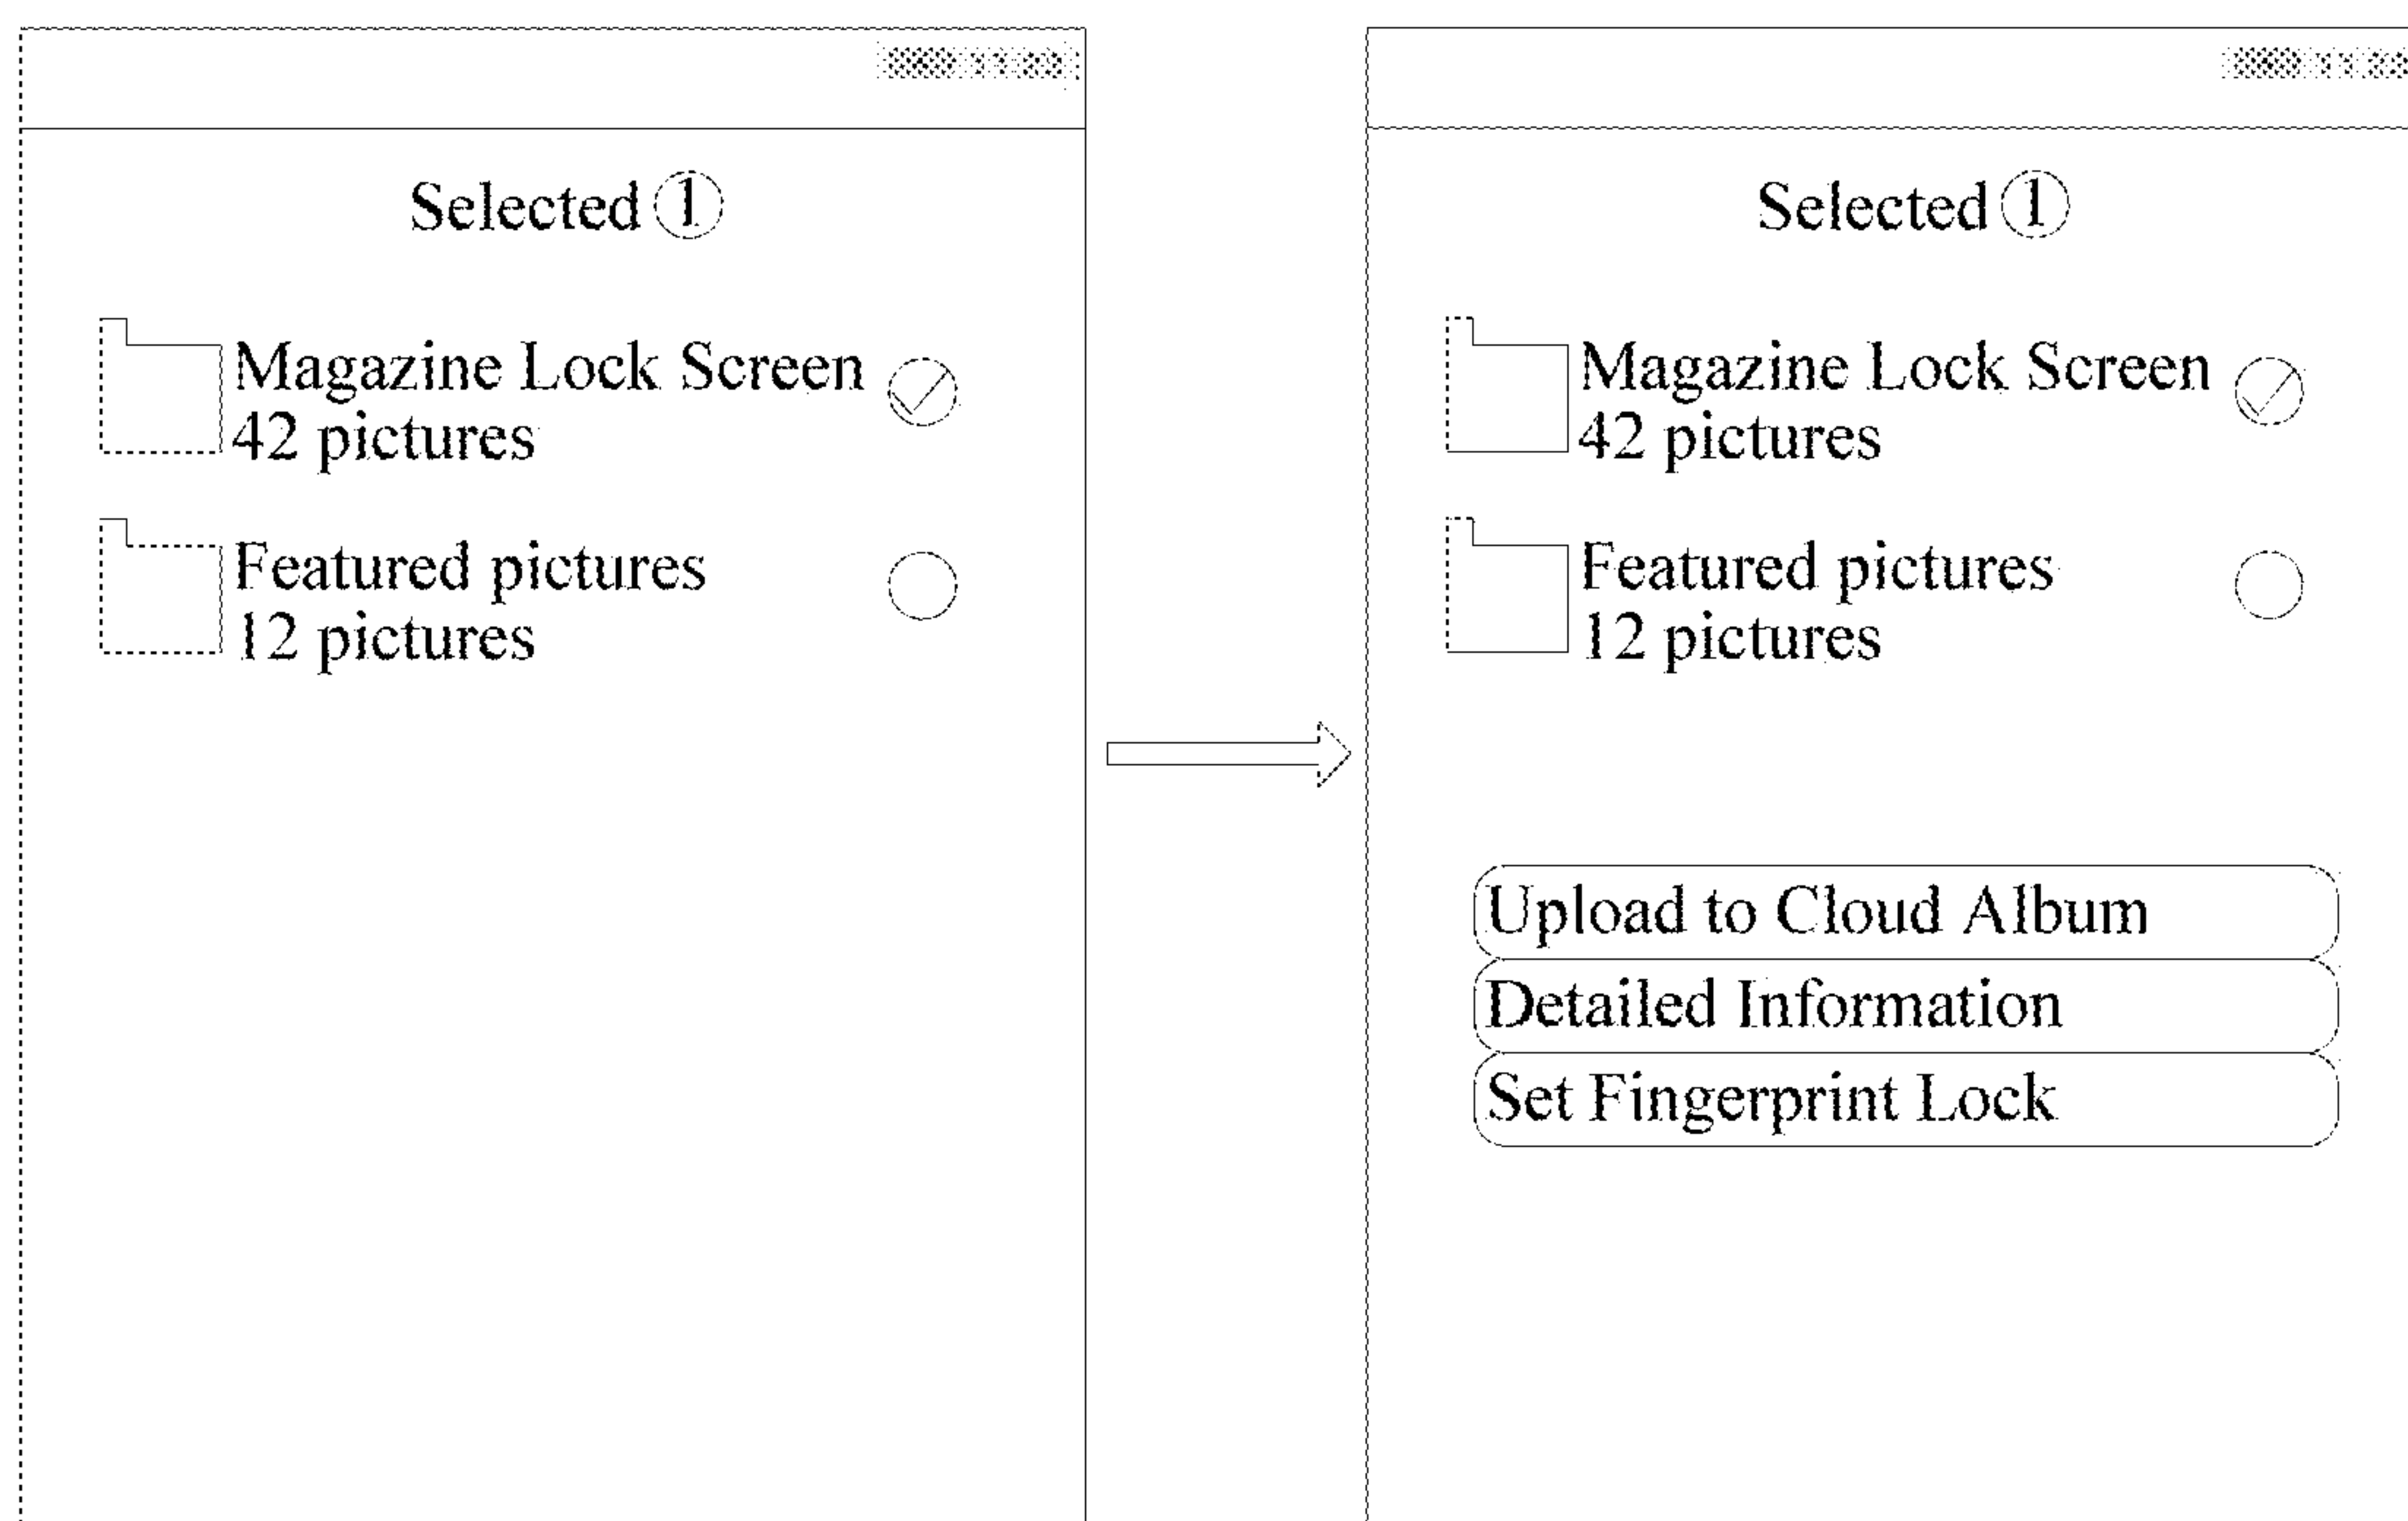 Selected 1
Magazine Lock Screen
42 pictures
Featured pictures
12 pictures
Selected 1
Magazine Lock Screen
42 pictures
Featured pictures
12 pictures
Upload to Cloud Album
Detailed Information
Set Fingerprint Lock